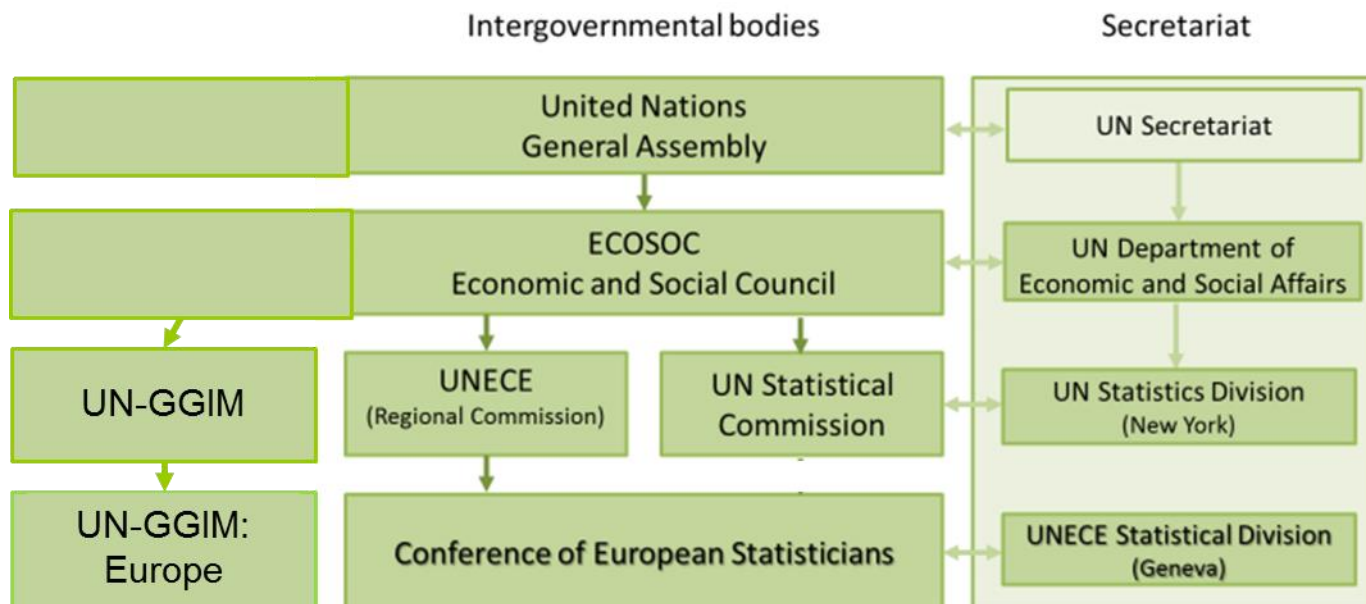 Intergovernmental bodies
Secretariat
United Nations
General Assembly
UN Secretariat
ECOSOC
Economic and Social Council
UN Department of
Economic and Social Affairs
UN-GGIM
UNECE
(Regional Commission)
UN Statistical
Commission
UN Statistics Division
(New York)
UN-GGIM:
Europe
Conference of European Statisticians
UNECE Statistical Division
(Geneva)